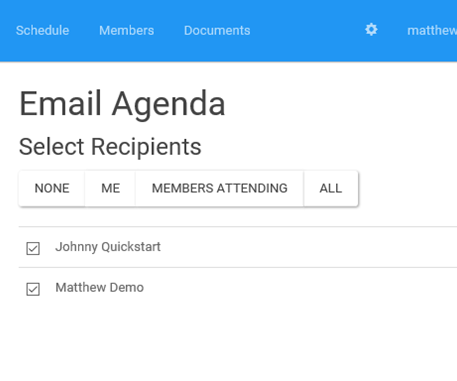 Schedule Members Documents matthew
Email Agenda
Select Recipients
NONE ME MEMBERS ATTENDING ALL
Johnny Quickstart
Matthew Demo